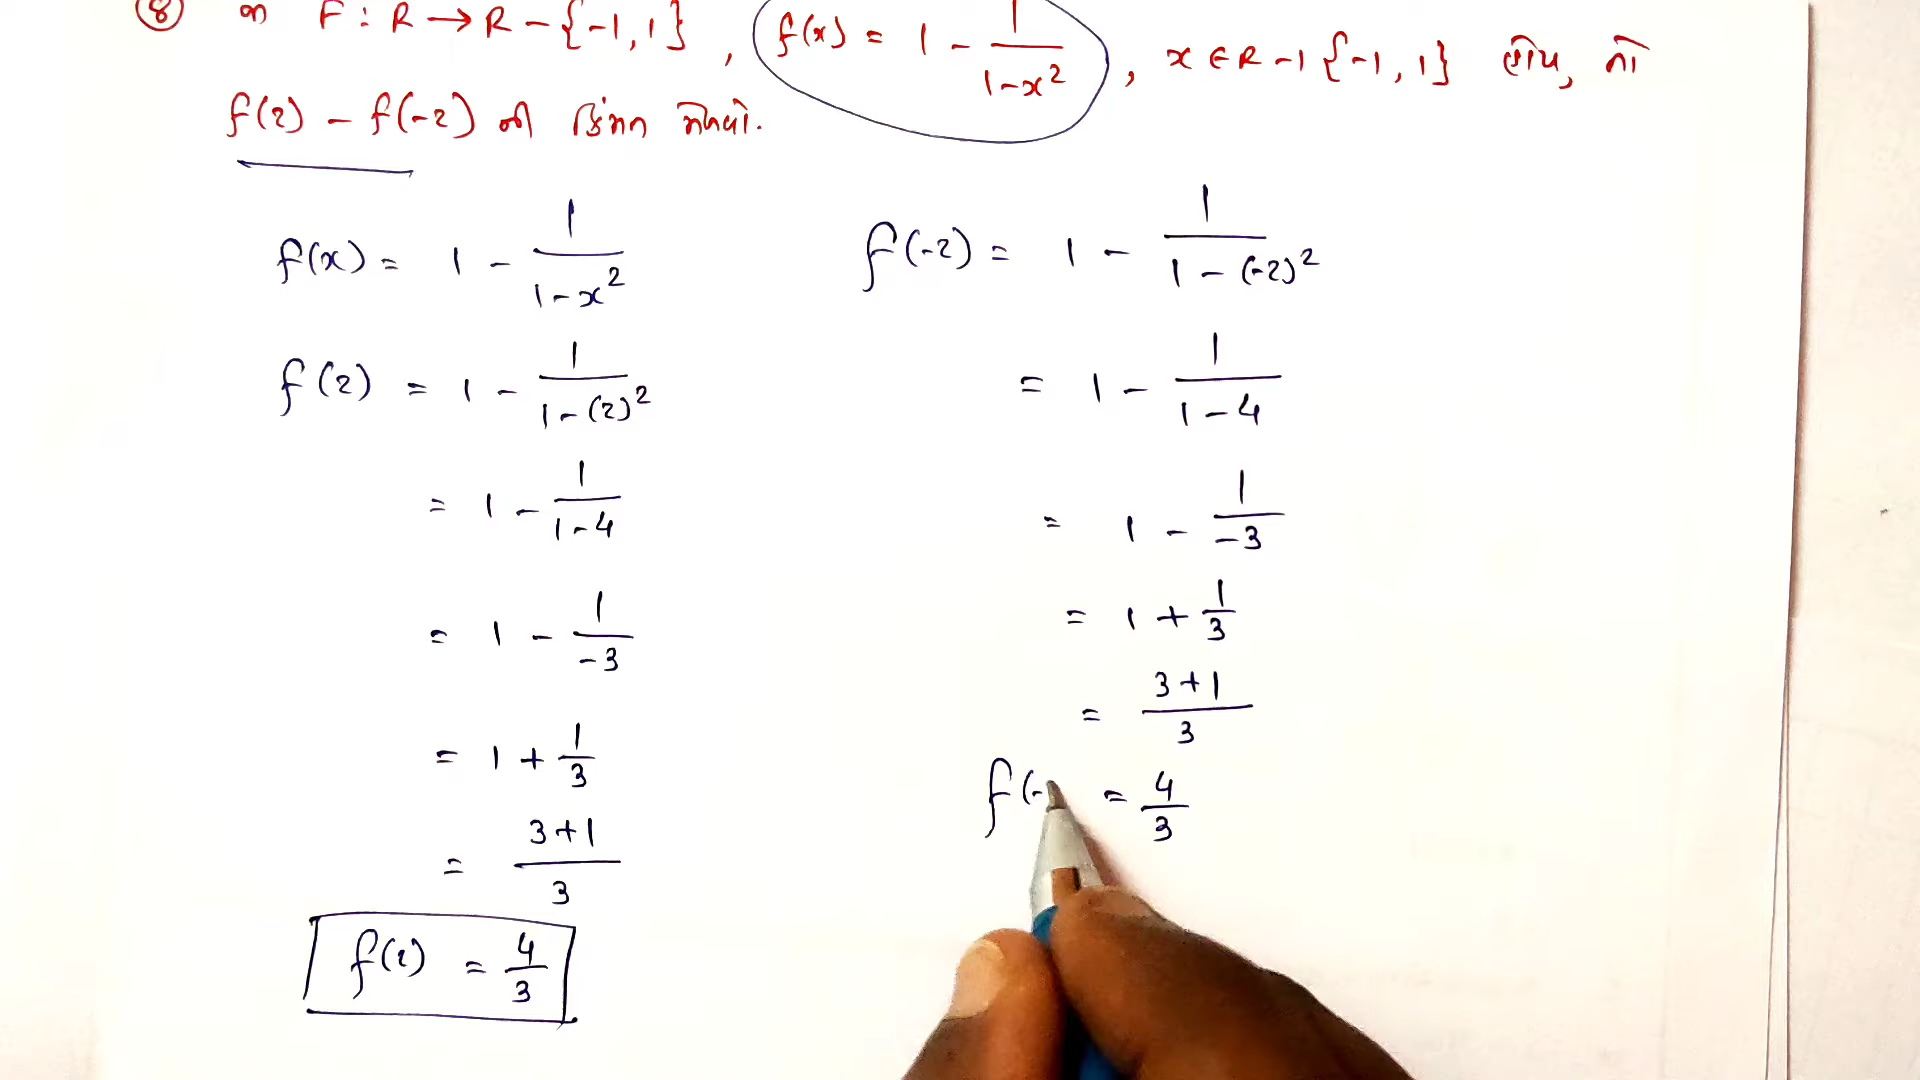 ⑧ જો F : R → R - {-1, 1} , f(x) = 1 - 1/(1-x²) , x ∈ R - 1 {-1, 1} હોય, તો
f(2) - f(-2) ની કિંમત શોધો.
f(x) = 1 - 1/(1-x²)
f(2) = 1 - 1/(1-(2)²)
= 1 - 1/(1-4)
= 1 - 1/(-3)
= 1 + 1/3
= (3+1)/3
f(2) = 4/3
f(-2) = 1 - 1/(1-(-2)²)
= 1 - 1/(1-4)
= 1 - 1/(-3)
= 1 + 1/3
= (3+1)/3
f(- = 4/3